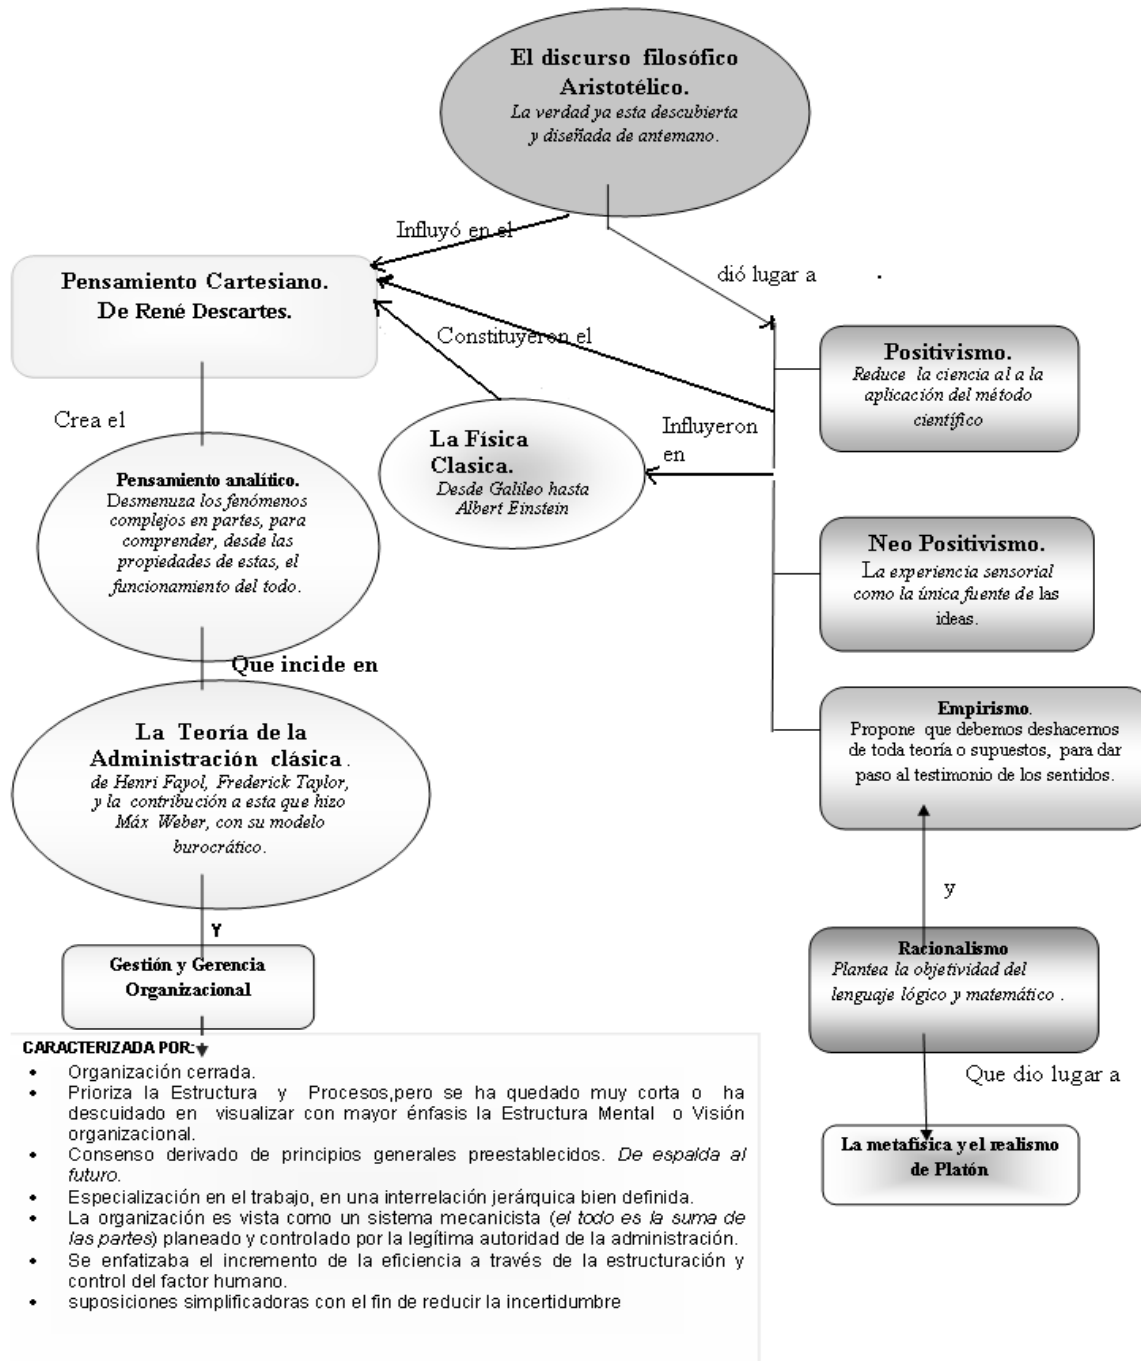 El discurso filosófico
Aristotélico.
La verdad ya esta descubierta
y diseñada de antemano.
Influyó en el
dió lugar a
Pensamiento Cartesiano.
De René Descartes.
Constituyeron el
Positivismo.
Reduce la ciencia al a la
aplicación del método
científico
Crea el
La Física
Clasica.
Desde Galileo hasta
Albert Einstein
Influyeron
en
Pensamiento analítico.
Desmenuza los fenómenos
complejos en partes, para
comprender, desde las
propiedades de estas, el
funcionamiento del todo.
Neo Positivismo.
La experiencia sensorial
como la única fuente de las
ideas.
Que incide en
La Teoría de la
Administración clásica.
de Henri Fayol, Frederick Taylor,
y la contribución a esta que hizo
Máx Weber, con su modelo
burocrático.
Empirismo.
Propone que debemos deshacernos
de toda teoría o supuestos, para dar
paso al testimonio de los sentidos.
y
Y
Gestión y Gerencia
Organizacional
Racionalismo
Plantea la objetividad del
lenguaje lógico y matemático .
Que dio lugar a
La metafísica y el realismo
de Platón
CARACTERIZADA POR:
• Organización cerrada.
• Prioriza la Estructura y Procesos,pero se ha quedado muy corta o ha
descuidado en visualizar con mayor énfasis la Estructura Mental o Visión
organizacional.
• Consenso derivado de principios generales preestablecidos. De espalda al
futuro.
• Especialización en el trabajo, en una interrelación jerárquica bien definida.
• La organización es vista como un sistema mecanicista (el todo es la suma de
las partes) planeado y controlado por la legítima autoridad de la administración.
• Se enfatizaba el incremento de la eficiencia a través de la estructuración y
control del factor humano.
• suposiciones simplificadoras con el fin de reducir la incertidumbre